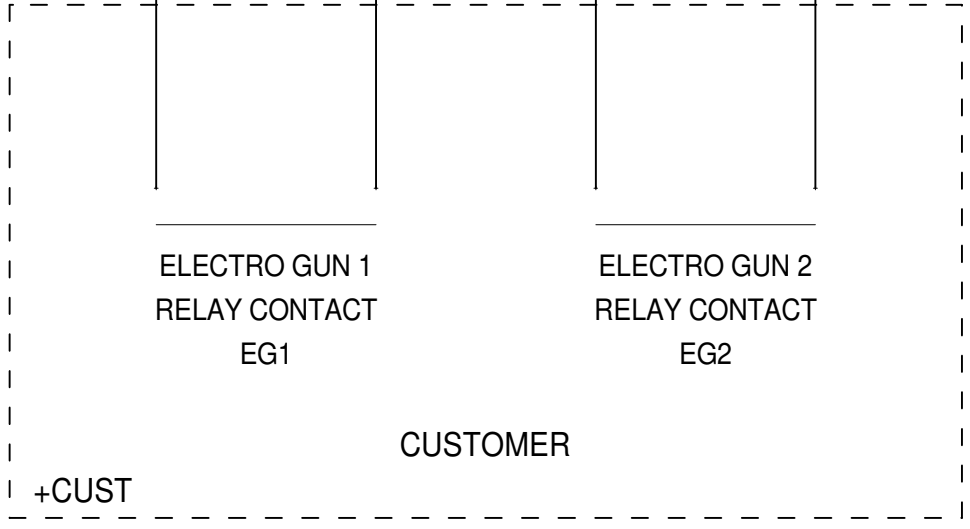 ELECTRO GUN 1
RELAY CONTACT
EG1
ELECTRO GUN 2
RELAY CONTACT
EG2
CUSTOMER
+CUST